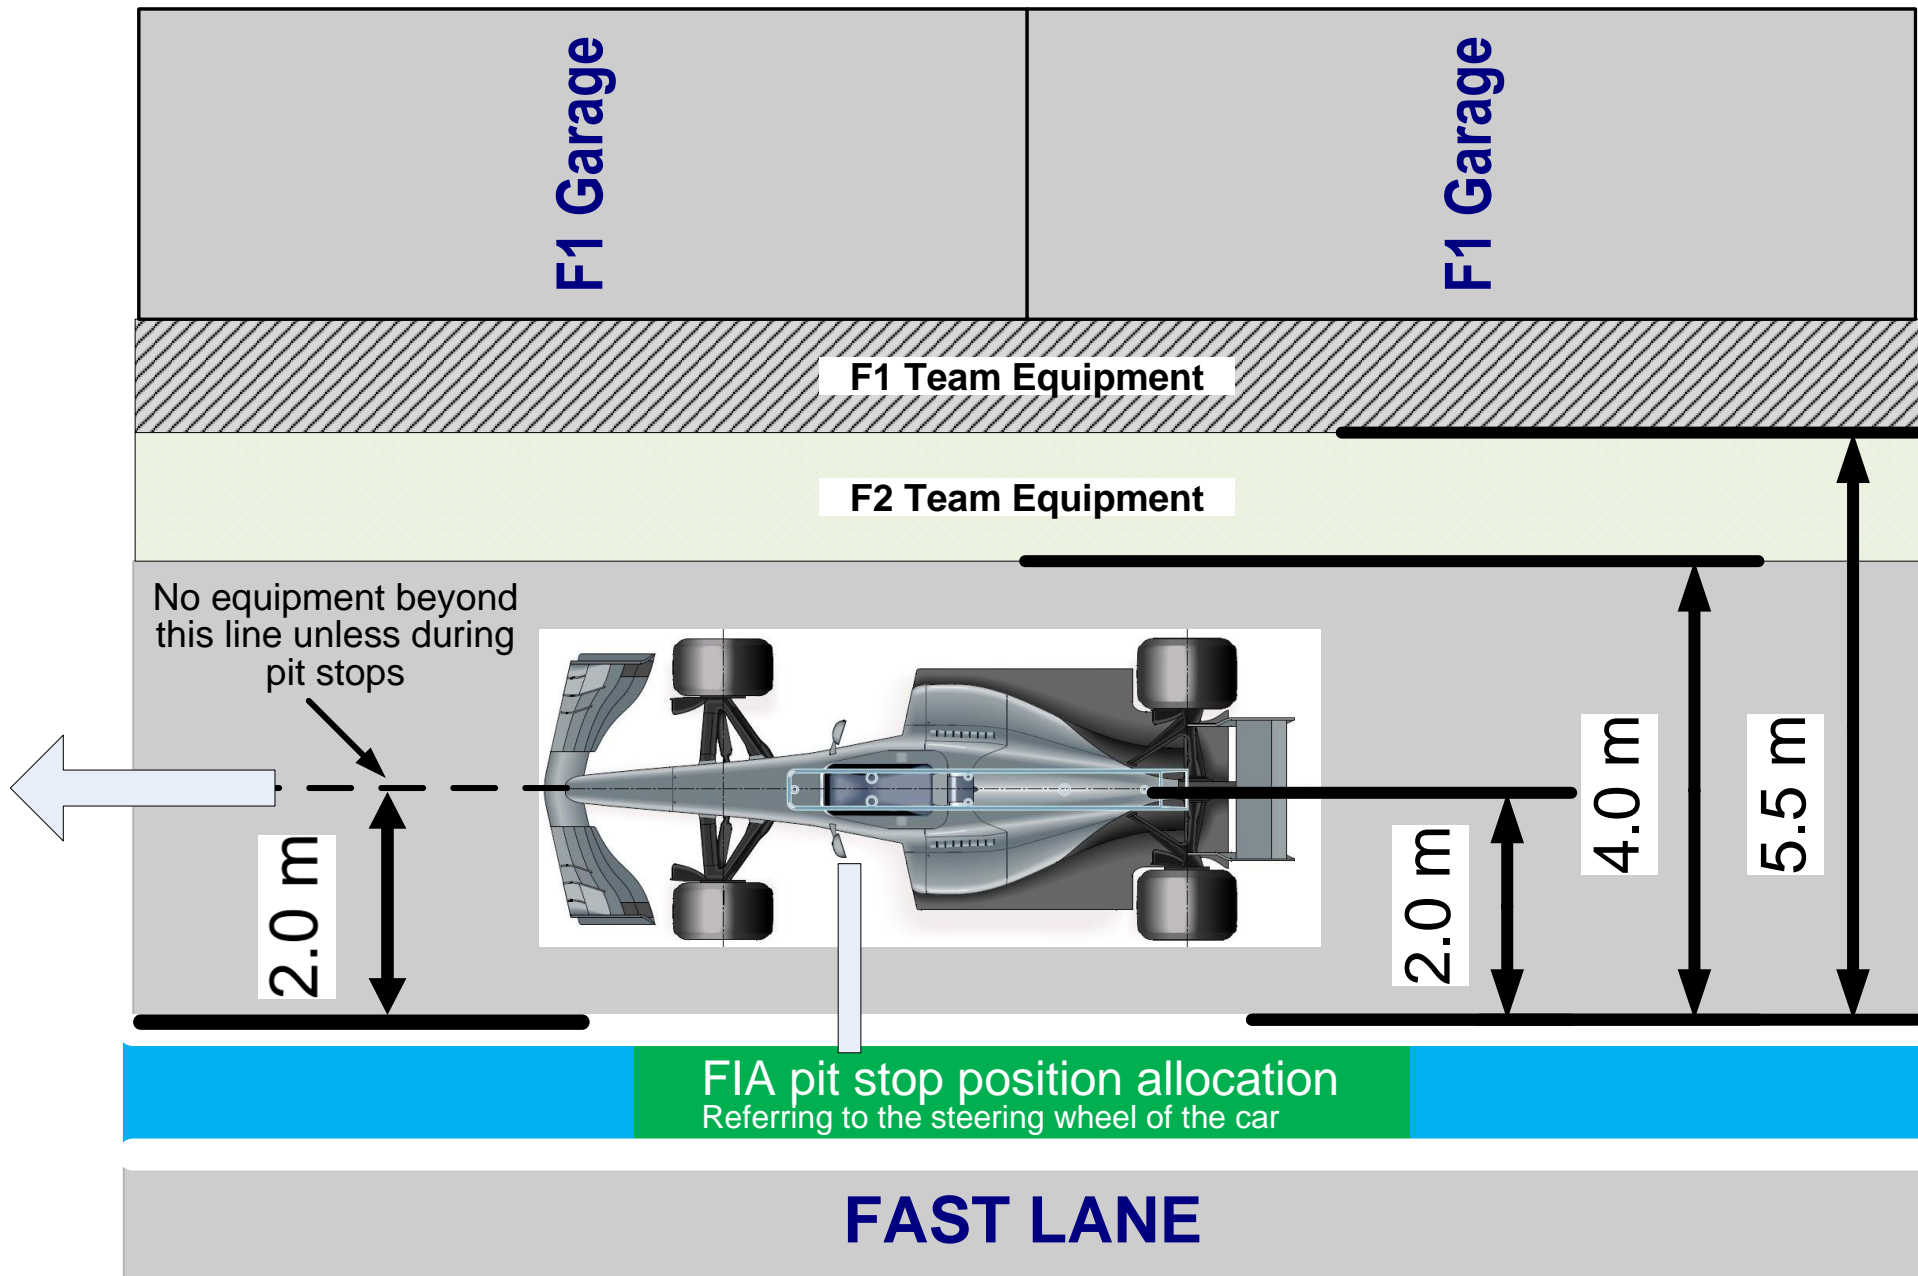 F1 Garage
F1 Garage
F1 Team Equipment
F2 Team Equipment
No equipment beyond
this line unless during
pit stops
2.0 m
2.0 m
4.0 m
5.5 m
FIA pit stop position allocation
Referring to the steering wheel of the car
FAST LANE